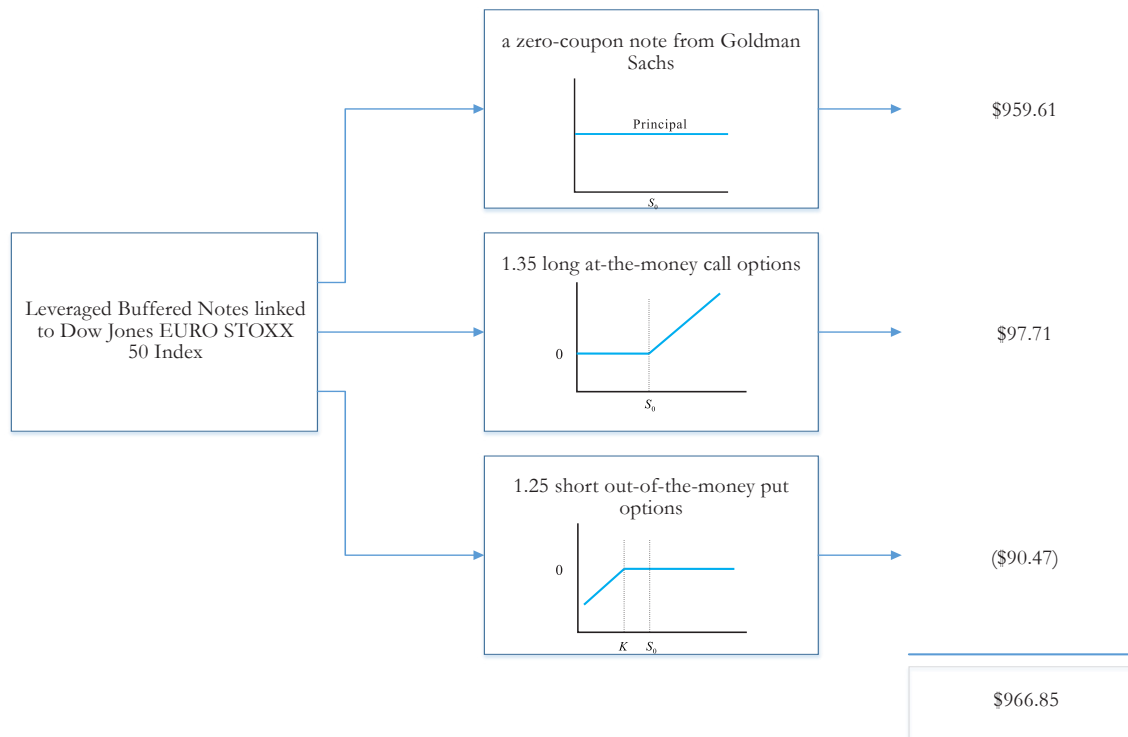 a zero-coupon note from Goldman
Sachs
Principal
S₀
$959.61
Leveraged Buffered Notes linked
to Dow Jones EURO STOXX
50 Index
1.35 long at-the-money call options
0
S₀
$97.71
1.25 short out-of-the-money put
options
0
K S₀
($90.47)
$966.85